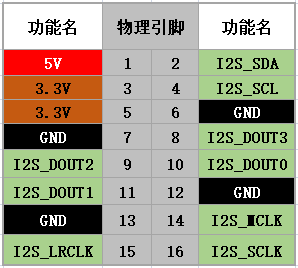 功能名 物理引脚 功能名
5V 1 2 I2S_SDA
3.3V 3 4 I2S_SCL
3.3V 5 6 GND
GND 7 8 I2S_DOUT3
I2S_DOUT2 9 10 I2S_DOUT0
I2S_DOUT1 11 12 GND
GND 13 14 I2S_MCLK
I2S_LRCLK 15 16 I2S_SCLK